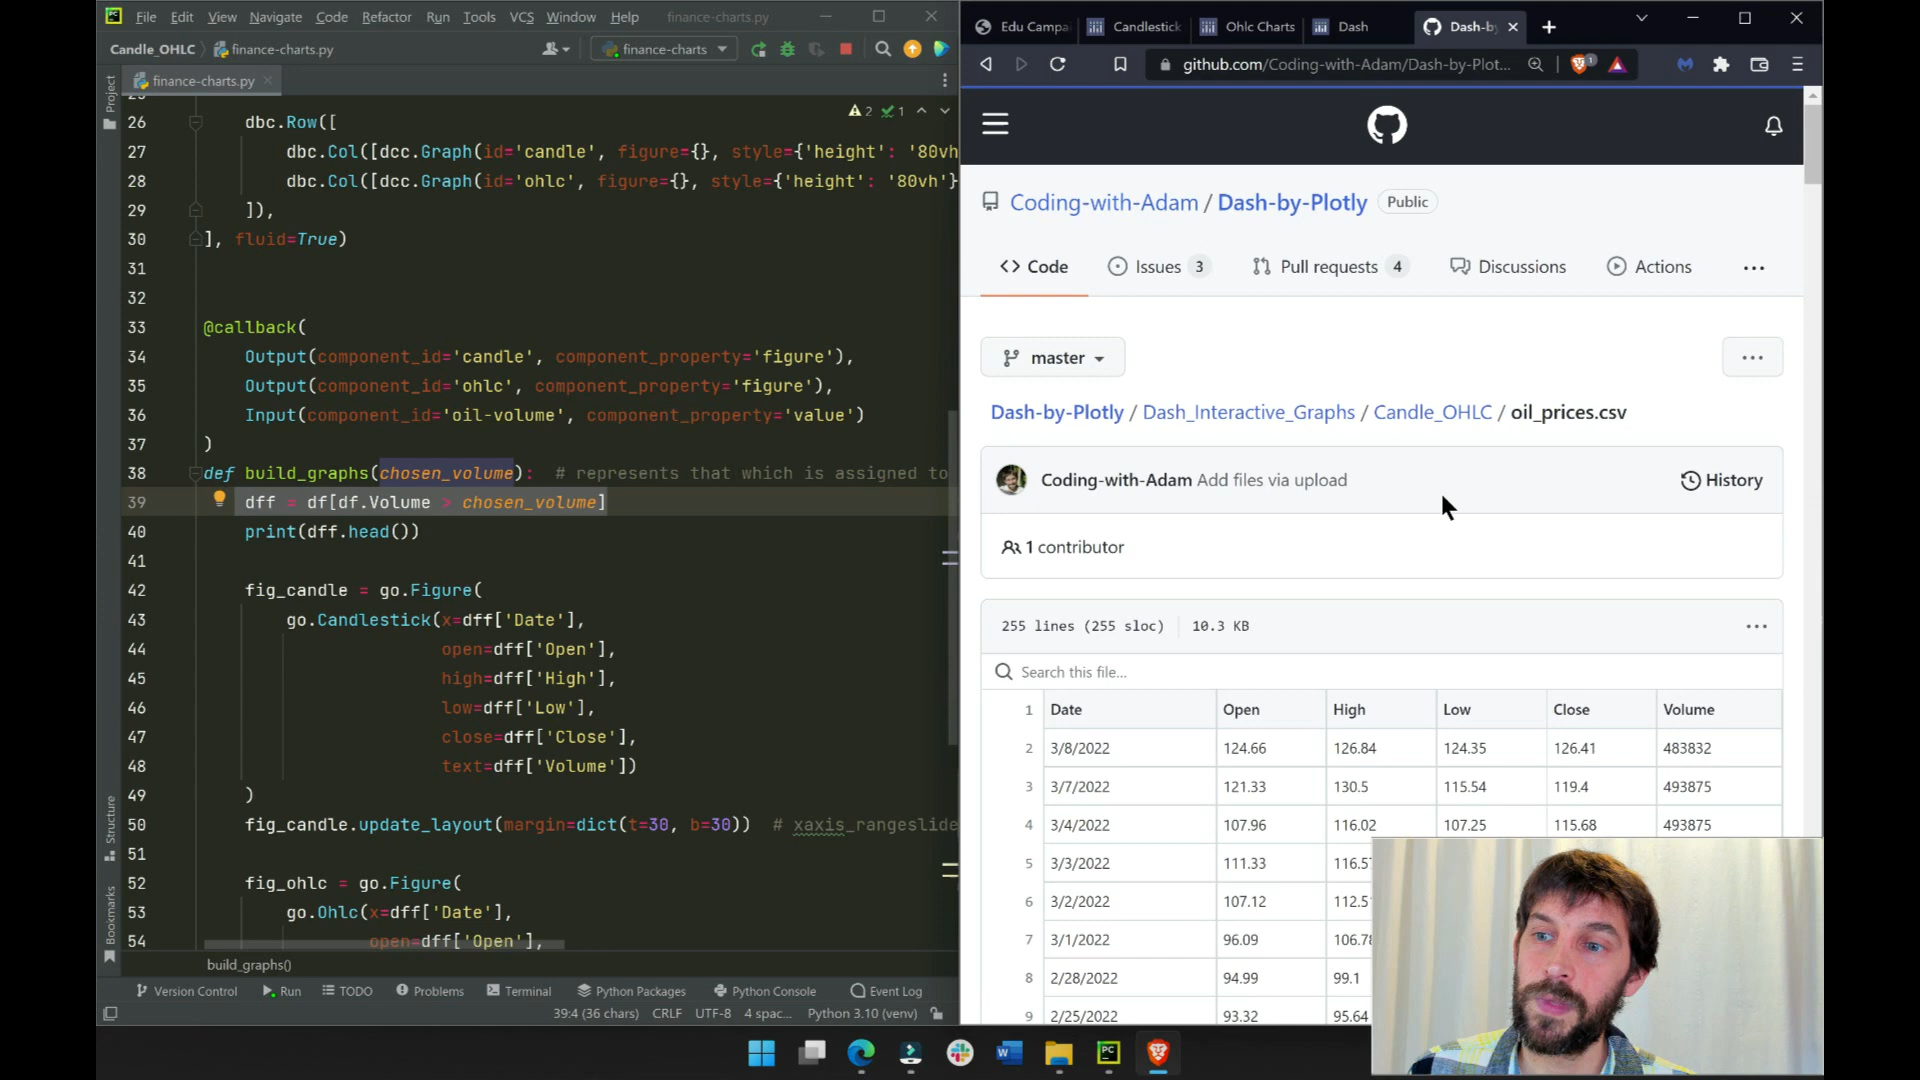 File Edit View Navigate Code Refactor Run Tools VCS Window Help finance-charts.py
Candle_OHLC finance-charts.py finance-charts
finance-charts.py
Project
2 1
26 dbc.Row([
27 dbc.Col([dcc.Graph(id='candle', figure={}, style={'height': '80vh
28 dbc.Col([dcc.Graph(id='ohlc', figure={}, style={'height': '80vh'}
29 ]),
30 ], fluid=True)
31
32
33 @callback(
34 Output(component_id='candle', component_property='figure'),
35 Output(component_id='ohlc', component_property='figure'),
36 Input(component_id='oil-volume', component_property='value')
37 )
38 def build_graphs(chosen_volume): # represents that which is assigned to
39 dff = df[df.Volume > chosen_volume]
40 print(dff.head())
41
42 fig_candle = go.Figure(
43 go.Candlestick(x=dff['Date'],
44 open=dff['Open'],
45 high=dff['High'],
46 low=dff['Low'],
47 close=dff['Close'],
48 text=dff['Volume'])
49 )
50 fig_candle.update_layout(margin=dict(t=30, b=30)) # xaxis_rangeslide
51
52 fig_ohlc = go.Figure(
53 go.Ohlc(x=dff['Date'],
54 open=dff['Open'],
Structure
Bookmarks
build_graphs()
Version Control Run TODO Problems Terminal Python Packages Python Console Event Log
39:4 (36 chars) CRLF UTF-8 4 spac... Python 3.10 (venv)
Edu Campa Candlestick Ohlc Charts Dash Dash-by
github.com/Coding-with-Adam/Dash-by-Plot... 1
Coding-with-Adam / Dash-by-Plotly Public
Code Issues 3 Pull requests 4 Discussions Actions ...
master
Dash-by-Plotly / Dash_Interactive_Graphs / Candle_OHLC / oil_prices.csv
Coding-with-Adam Add files via upload History
1 contributor
255 lines (255 sloc) 10.3 KB
Search this file...
1 Date Open High Low Close Volume
2 3/8/2022 124.66 126.84 124.35 126.41 483832
3 3/7/2022 121.33 130.5 115.54 119.4 493875
4 3/4/2022 107.96 116.02 107.25 115.68 493875
5 3/3/2022 111.33 116.57
6 3/2/2022 107.12 112.5
7 3/1/2022 96.09 106.78
8 2/28/2022 94.99 99.1
9 2/25/2022 93.32 95.64